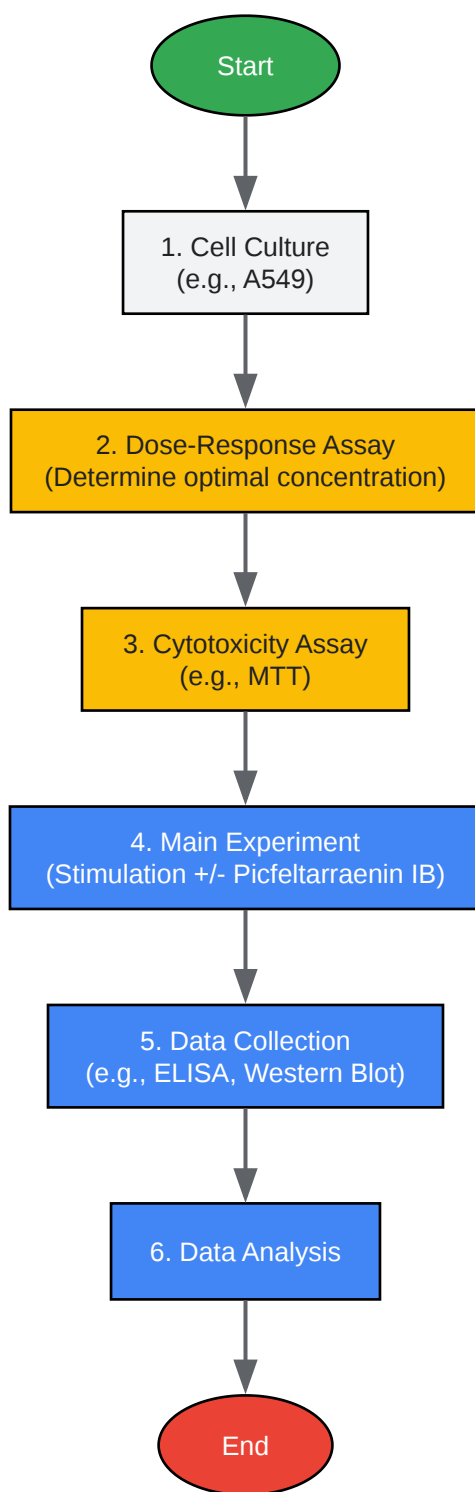 Start
1. Cell Culture
(e.g., A549)
2. Dose-Response Assay
(Determine optimal concentration)
3. Cytotoxicity Assay
(e.g., MTT)
4. Main Experiment
(Stimulation +/- Picfeltarraenin IB)
5. Data Collection
(e.g., ELISA, Western Blot)
6. Data Analysis
End